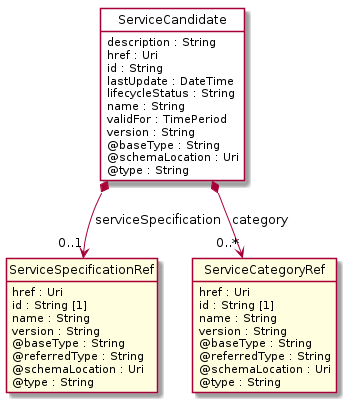 ServiceCandidate
description : String
href : Uri
id : String
lastUpdate : DateTime
lifecycleStatus : String
name : String
validFor : TimePeriod
version : String
@baseType : String
@schemaLocation : Uri
@type : String
serviceSpecification
category
0..1
0..*
ServiceSpecificationRef
href : Uri
id : String [1]
name : String
version : String
@baseType : String
@referredType : String
@schemaLocation : Uri
@type : String
ServiceCategoryRef
href : Uri
id : String [1]
name : String
version : String
@baseType : String
@referredType : String
@schemaLocation : Uri
@type : String